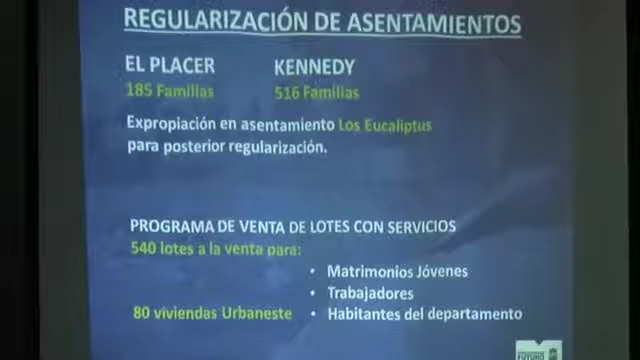 REGULARIZACIÓN DE ASENTAMIENTOS
EL PLACER KENNEDY
185 Familias 516 Familias
Expropiación en asentamiento Los Eucaliptus
para posterior regularización.
PROGRAMA DE VENTA DE LOTES CON SERVICIOS
540 lotes a la venta para:
• Matrimonios Jóvenes
• Trabajadores
80 viviendas Urbaneste • Habitantes del departamento
FUTURO